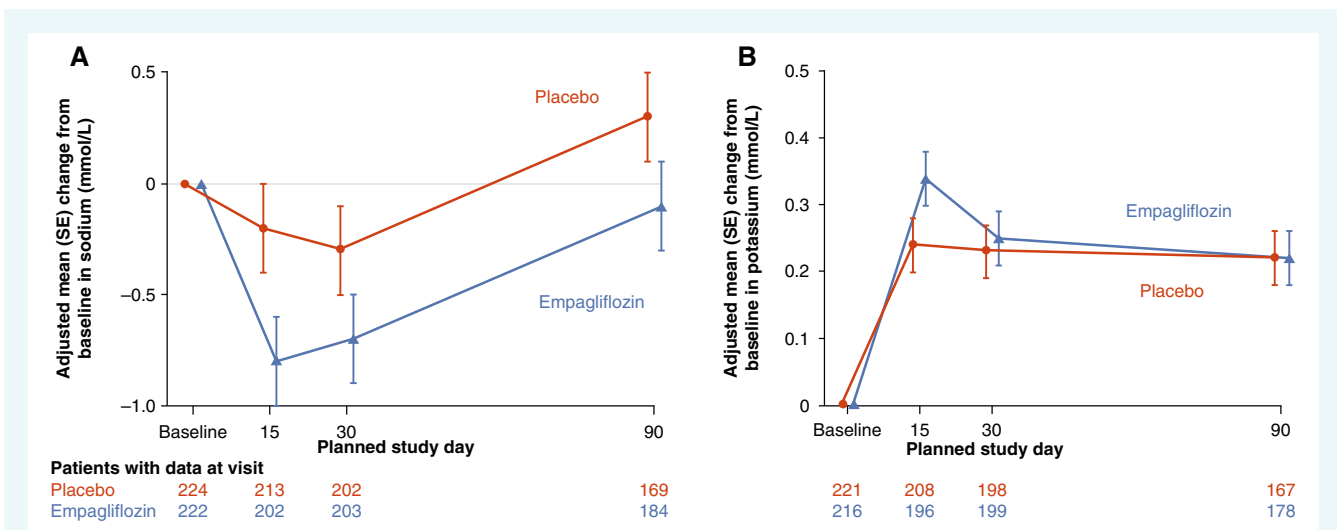 A
Adjusted mean (SE) change from
baseline in sodium (mmol/L)
0.5
0
−0.5
−1.0
Placebo
Empagliflozin
Baseline 15 30 90
Planned study day
Patients with data at visit
Placebo 224 213 202 169
Empagliflozin 222 202 203 184
B
Adjusted mean (SE) change from
baseline in potassium (mmol/L)
0.5
0.4
0.3
0.2
0.1
0
Empagliflozin
Placebo
Baseline 15 30 90
Planned study day
221 208 198 167
216 196 199 178